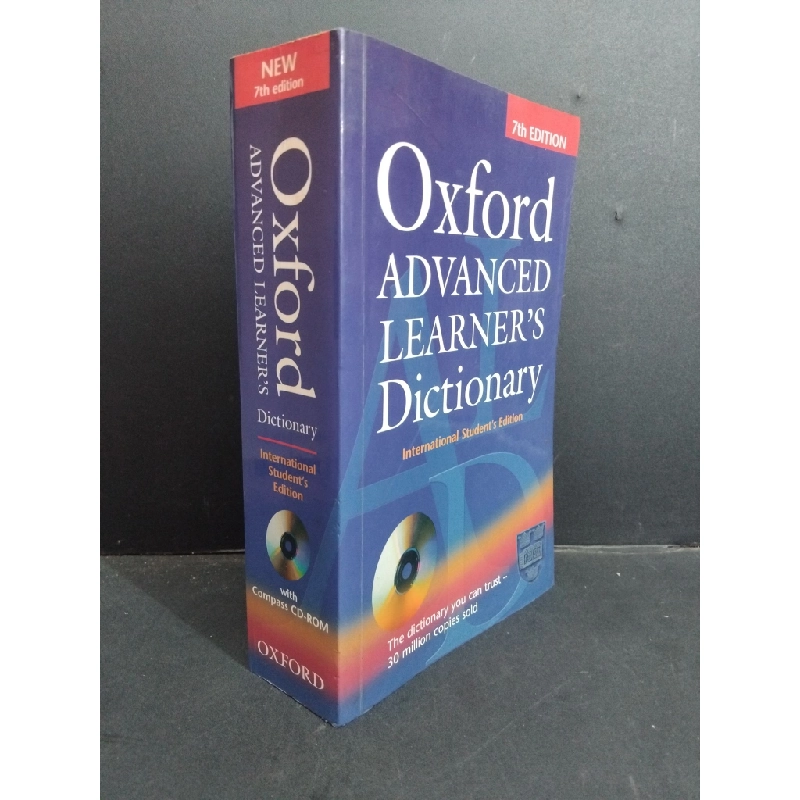 NEW
7th edition
Oxford
ADVANCED LEARNER'S
Dictionary
International
Student's
Edition
with
Compass CD-ROM
OXFORD
7th EDITION
Oxford
ADVANCED
LEARNER'S
Dictionary
International Student's Edition
The dictionary you can trust –
30 million copies sold